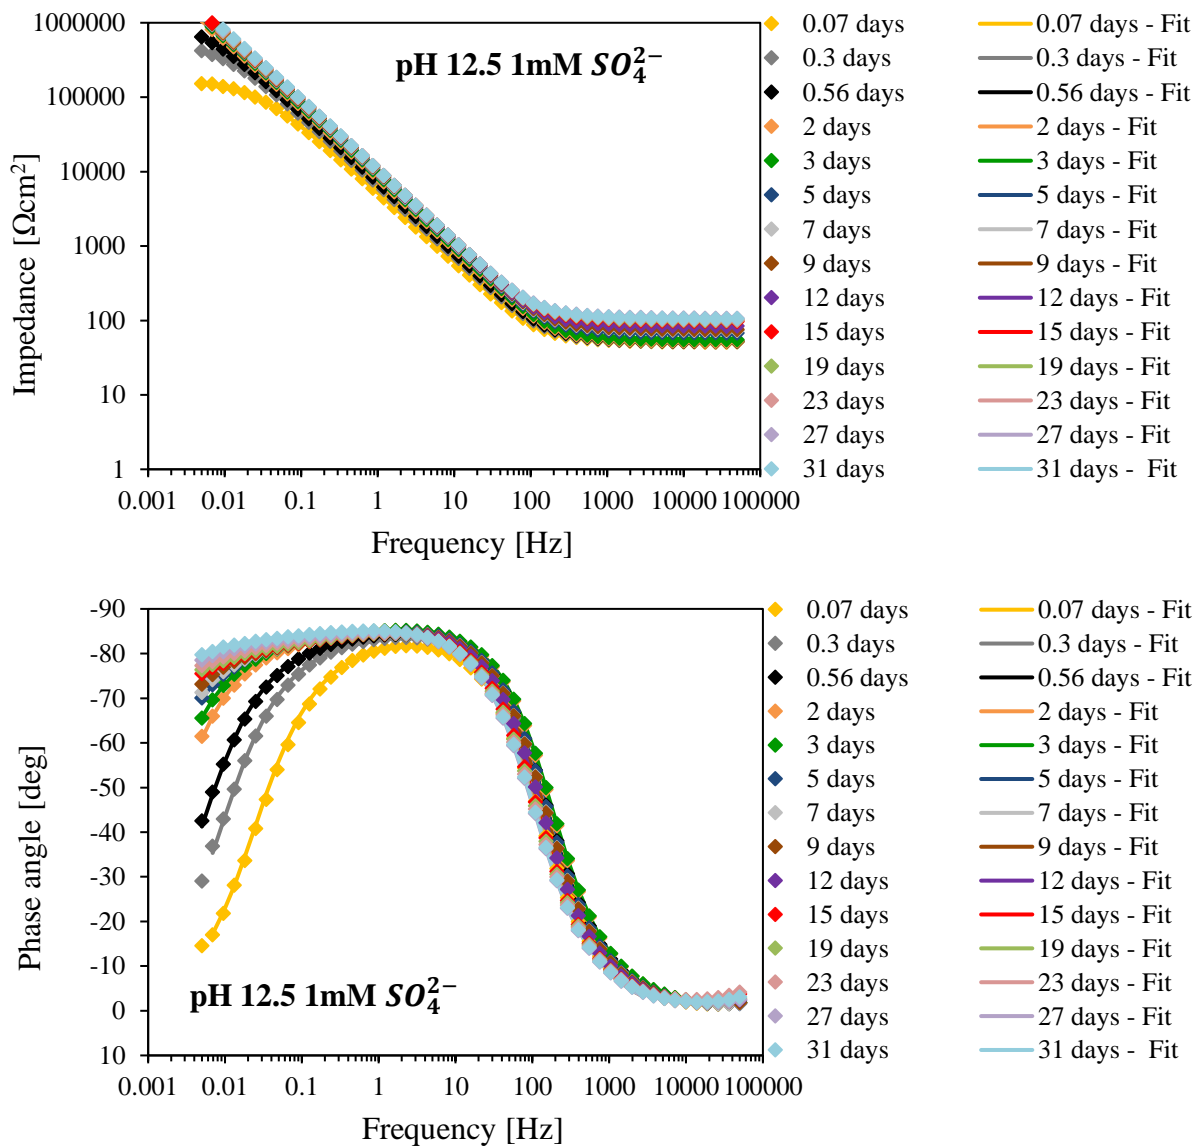 1000000
100000
10000
1000
100
10
1
Impedance [Ωcm²]
pH 12.5 1mM SO₄²⁻
0.001 0.01 0.1 1 10 100 1000 10000 100000
Frequency [Hz]
0.07 days 0.07 days - Fit
0.3 days 0.3 days - Fit
0.56 days 0.56 days - Fit
2 days 2 days - Fit
3 days 3 days - Fit
5 days 5 days - Fit
7 days 7 days - Fit
9 days 9 days - Fit
12 days 12 days - Fit
15 days 15 days - Fit
19 days 19 days - Fit
23 days 23 days - Fit
27 days 27 days - Fit
31 days 31 days - Fit
-90
-80
-70
-60
-50
-40
-30
-20
-10
0
10
Phase angle [deg]
pH 12.5 1mM SO₄²⁻
0.001 0.01 0.1 1 10 100 1000 10000 100000
Frequency [Hz]
0.07 days 0.07 days - Fit
0.3 days 0.3 days - Fit
0.56 days 0.56 days - Fit
2 days 2 days - Fit
3 days 3 days - Fit
5 days 5 days - Fit
7 days 7 days - Fit
9 days 9 days - Fit
12 days 12 days - Fit
15 days 15 days - Fit
19 days 19 days - Fit
23 days 23 days - Fit
27 days 27 days - Fit
31 days 31 days - Fit